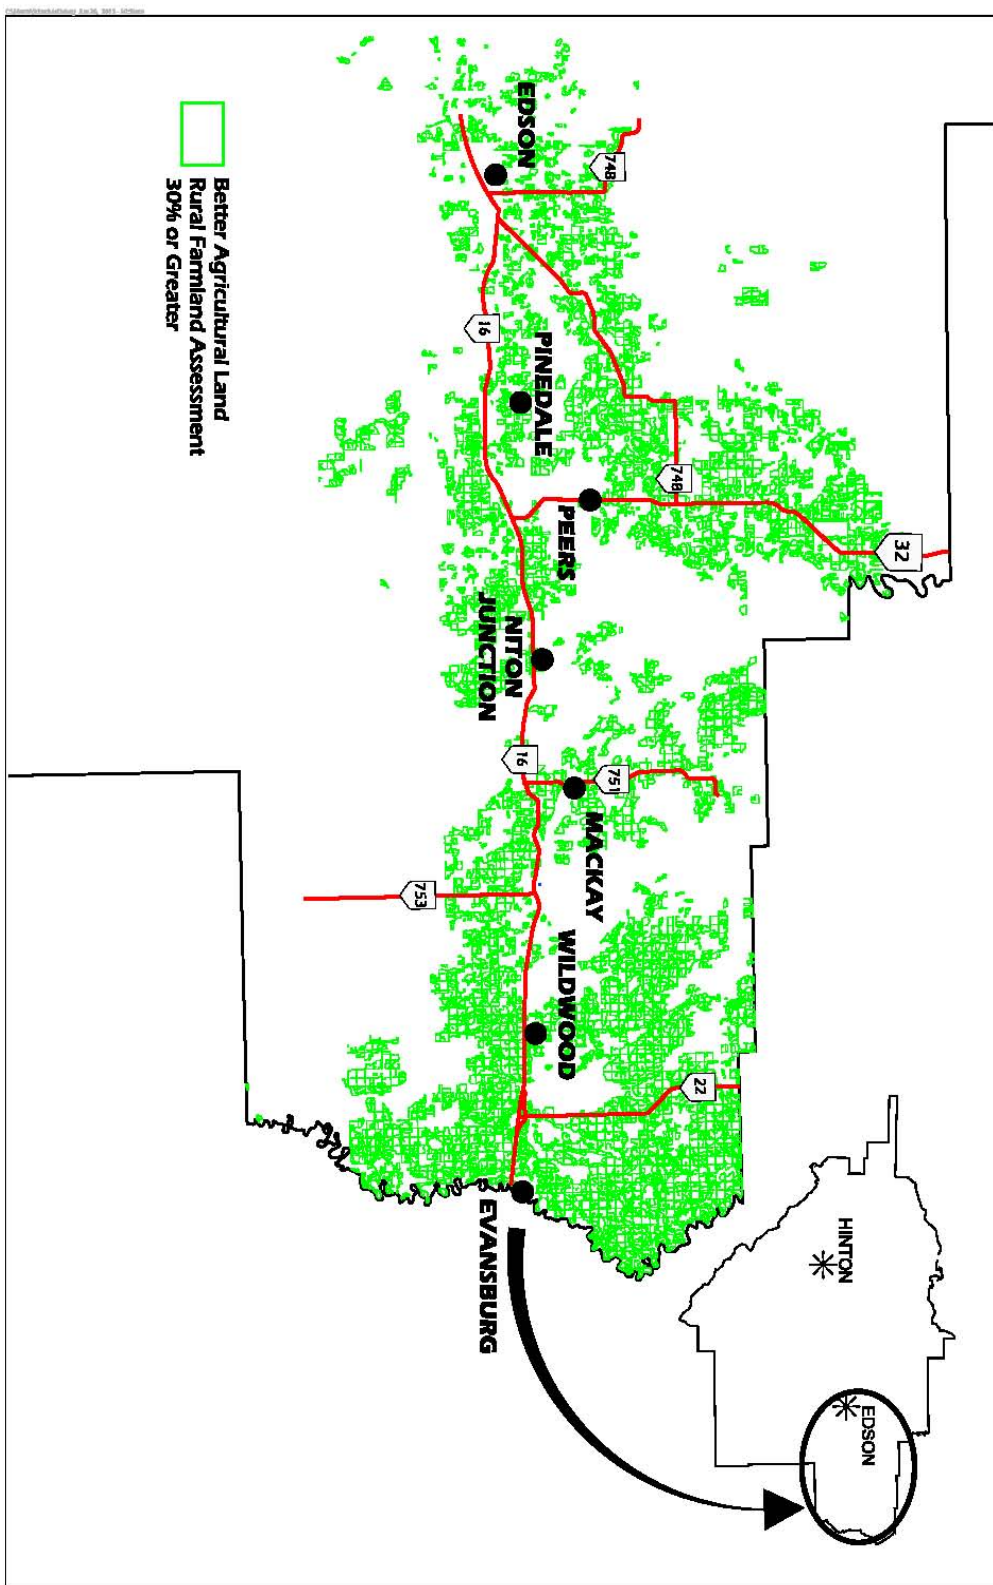 EDSON
748
16
PINEDALE
748
PEERS
32
NITON
JUNCTION
16
751
MACKAY
753
WILDWOOD
22
EVANSBURG
HINTON
EDSON
Better Agricultural Land
Rural Farmland Assessment
30% or Greater